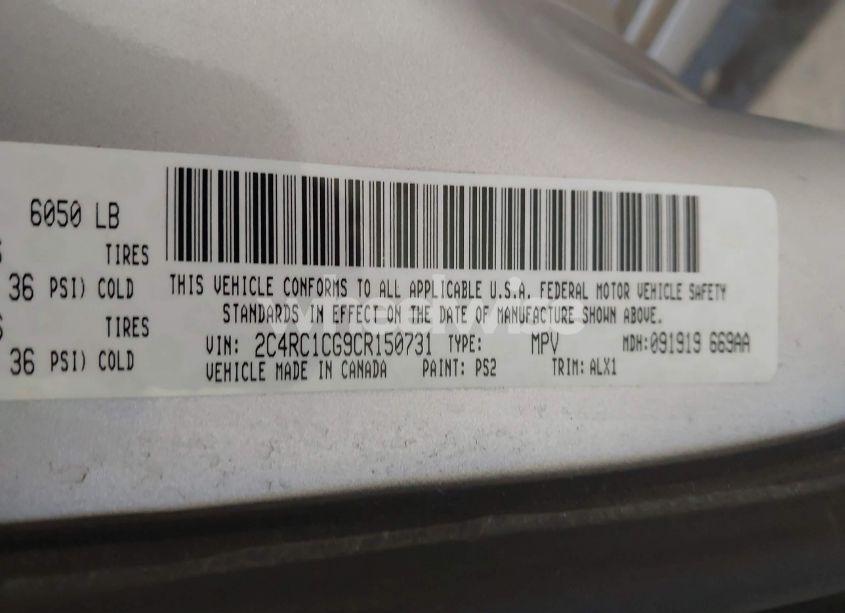 6050 LB
TIRES
36 PSI) COLD
TIRES
36 PSI) COLD
THIS VEHICLE CONFORMS TO ALL APPLICABLE U.S.A. FEDERAL MOTOR VEHICLE SAFETY
STANDARDS IN EFFECT ON THE DATE OF MANUFACTURE SHOWN ABOVE.
VIN: 2C4RC1CG9CR150731 TYPE: MPV MDH:091919 669AA
VEHICLE MADE IN CANADA PAINT: PS2 TRIM: ALX1